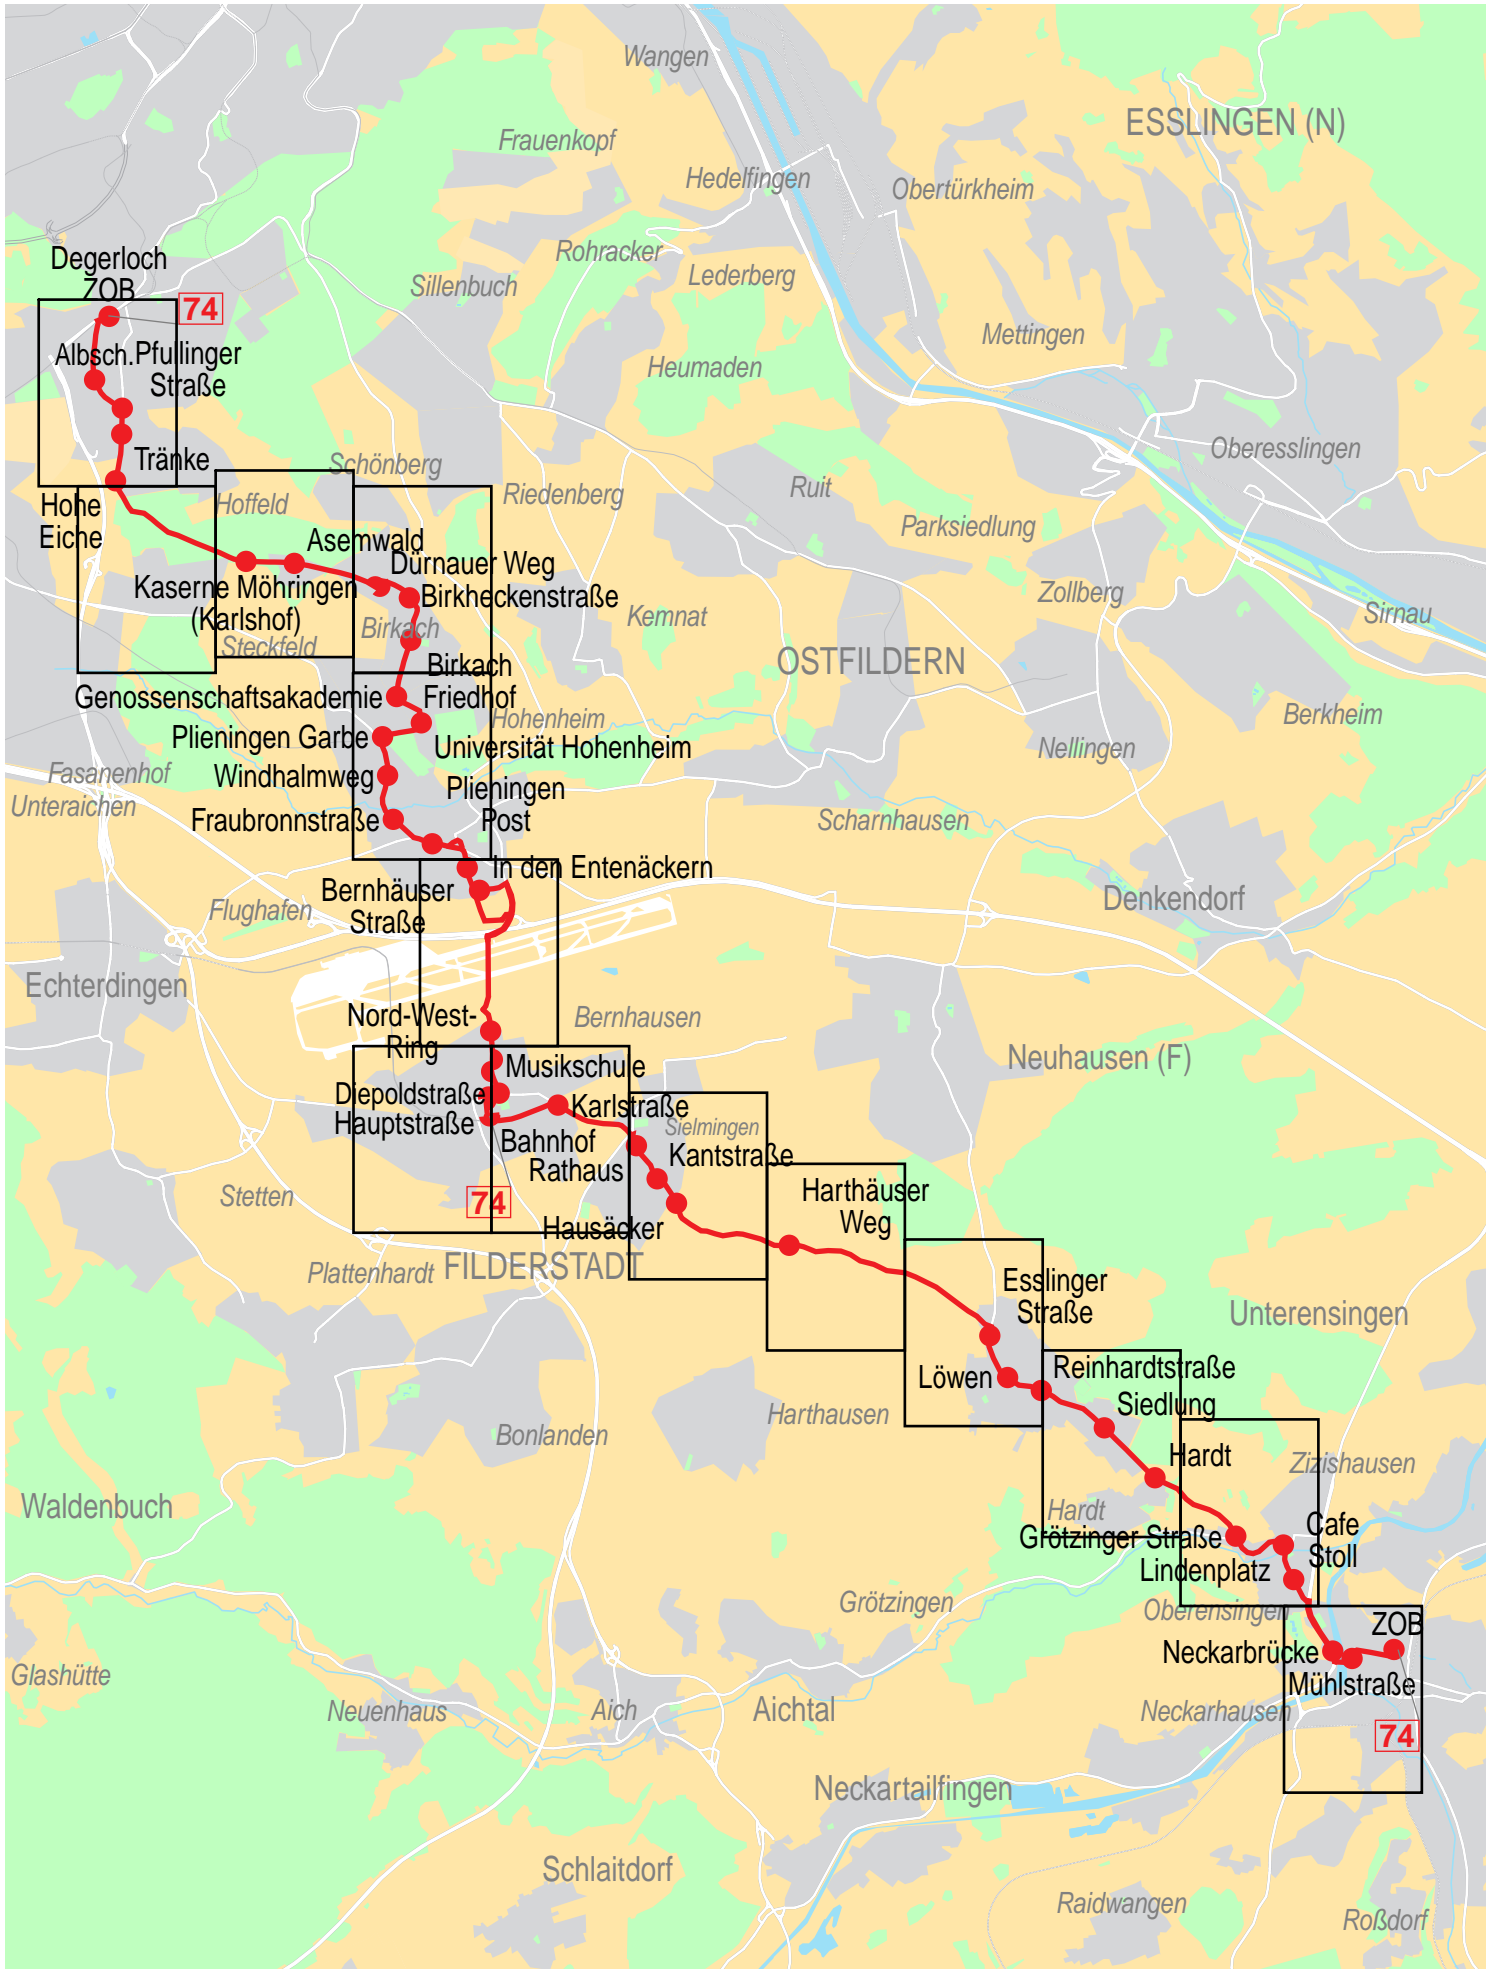 Wangen
ESSLINGEN (N)
Frauenkopf
Hedelfingen
Obertürkheim
Rohracker
Lederberg
Sillenbuch
Degerloch
ZOB
74
Mettingen
Albsch.
Pfullinger
Straße
Heumaden
Oberesslingen
Tränke
Schönberg
Riedenberg
Ruit
Hoffeld
Hohe
Eiche
Parksiedlung
Asemwald
Dürnauer Weg
Kaserne Möhringen
(Karlshof)
Birkheckenstraße
Zollberg
Sirnau
Kemnat
Birkach
Steckfeld
OSTFILDERN
Birkach
Friedhof
Genossenschaftsakademie
Hohenheim
Berkheim
Plieningen Garbe
Universität Hohenheim
Nellingen
Fasanenhof
Windhalmweg
Unteraichen
Plieningen
Post
Fraubronnstraße
Scharnhausen
In den Entenäckern
Bernhäuser
Straße
Denkendorf
Flughafen
Echterdingen
Nord-West-
Ring
Bernhausen
Neuhausen (F)
Musikschule
Diepoldstraße
Karlstraße
Hauptstraße
Sielmingen
Bahnhof
Kantstraße
Rathaus
Stetten
74
Harthäuser
Weg
Hausäcker
FILDERSTADT
Plattenhardt
Esslinger
Straße
Unterensingen
Löwen
Reinhardtstraße
Siedlung
Harthausen
Bonlanden
Hardt
Zizishausen
Waldenbuch
Hardt
Cafe
Stoll
Grötzinger Straße
Lindenplatz
Grötzingen
Oberensingen
ZOB
Neckarbrücke
Glashütte
Mühlstraße
Neuenhaus
Aich
Aichtal
Neckarhausen
74
Neckartailfingen
Schlaitdorf
Raidwangen
Roßdorf